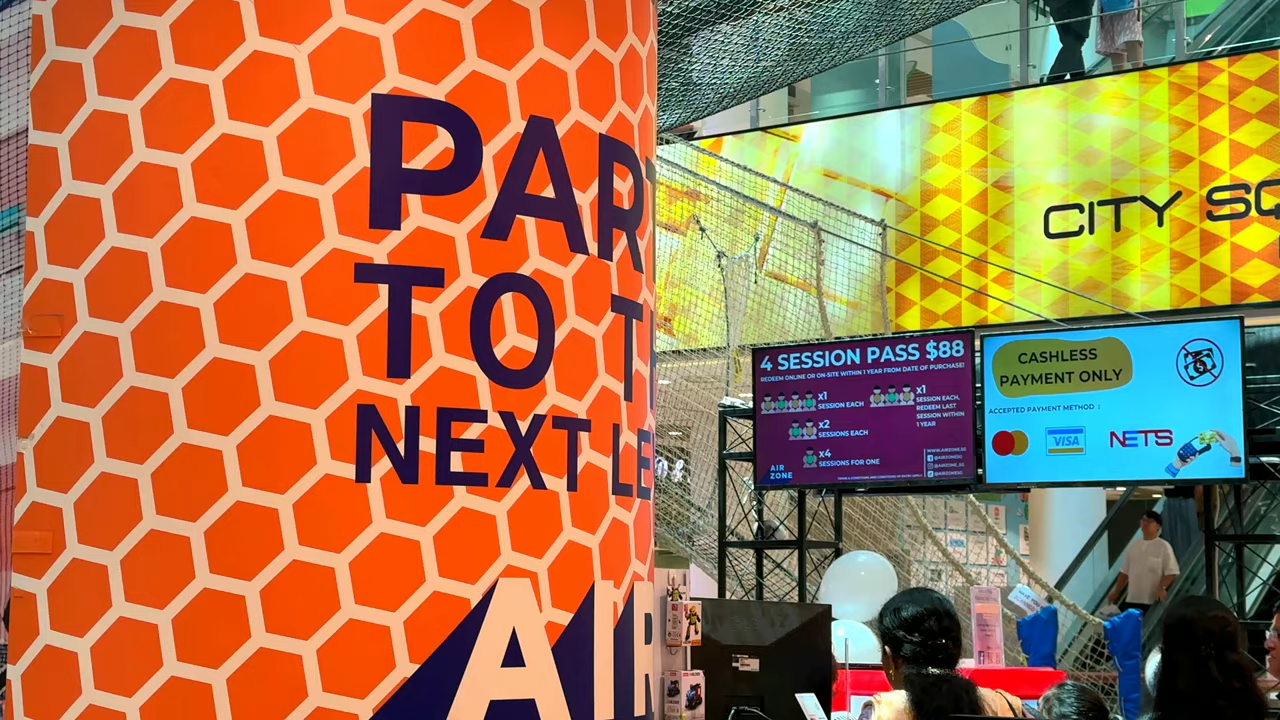 PAR
TO T
NEXT LE
AIR
CITY SQ
4 SESSION PASS $88
REDEEM ONLINE OR ON-SITE WITHIN 1 YEAR FROM DATE OF PURCHASE!
x1
SESSION EACH
x2
SESSIONS EACH
x4
SESSIONS FOR ONE
x1
SESSION EACH,
REDEEM LAST
SESSION WITHIN
1 YEAR
AIR
ZONE
CASHLESS
PAYMENT ONLY
ACCEPTED PAYMENT METHOD :
VISA
NETS